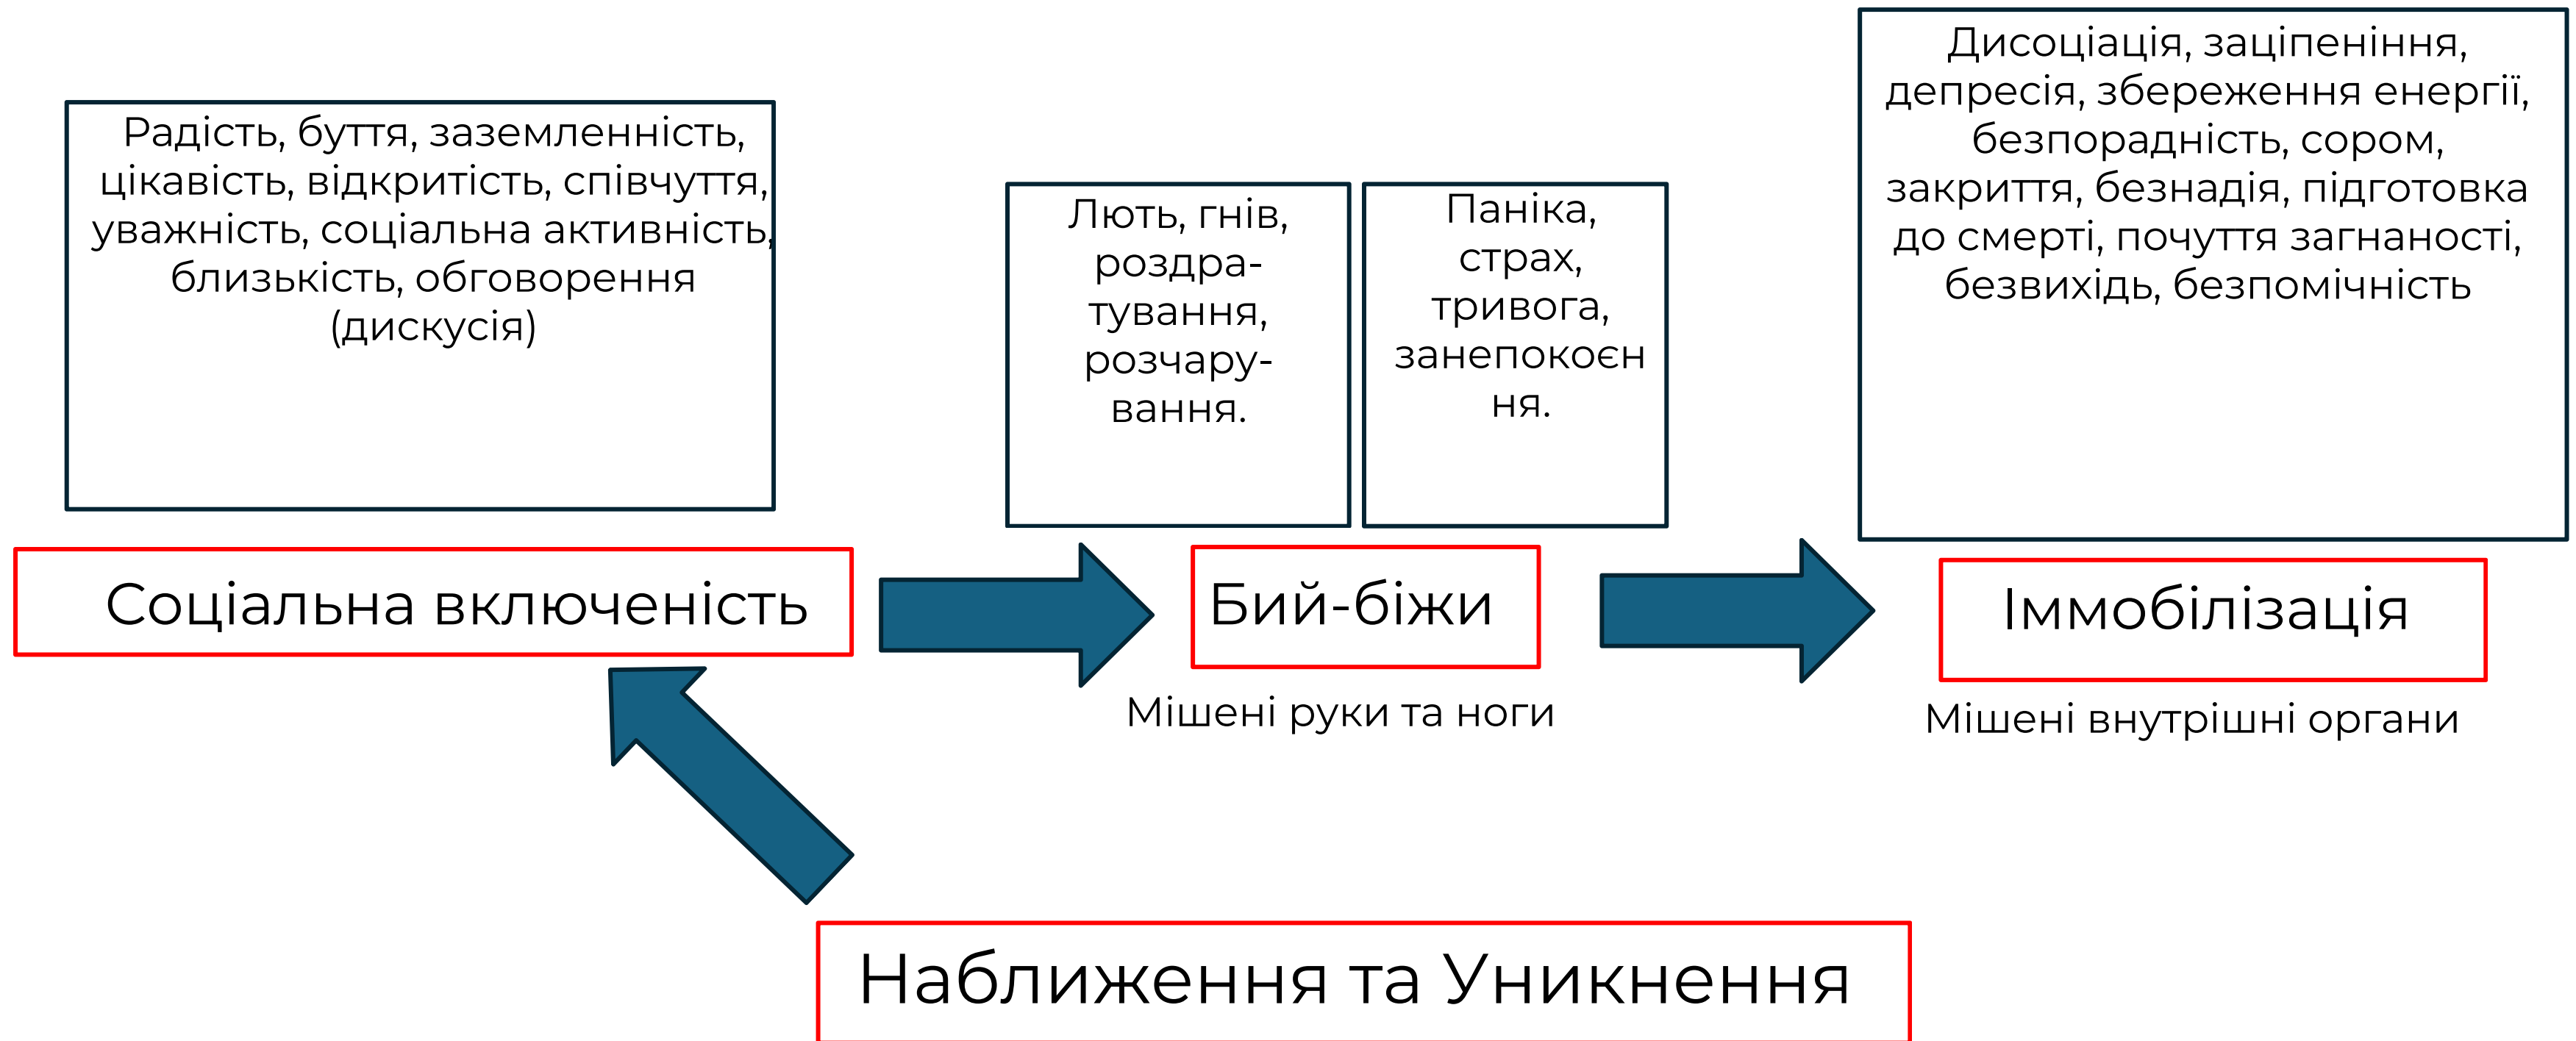 Радість, буття, заземленність,
цікавість, відкритість, співчуття,
уважність, соціальна активність,
близькість, обговорення
(дискусія)
Лють, гнів,
роздра-
тування,
розчару-
вання.
Паніка,
страх,
тривога,
занепокоєн
ня.
Дисоціація, заціпеніння,
депресія, збереження енергії,
безпорадність, сором,
закриття, безнадія, підготовка
до смерті, почуття загнаності,
безвихідь, безпомічність
Соціальна включеність
Бий-біжи
Іммобілізація
Мішені руки та ноги
Мішені внутрішні органи
Наближення та Уникнення